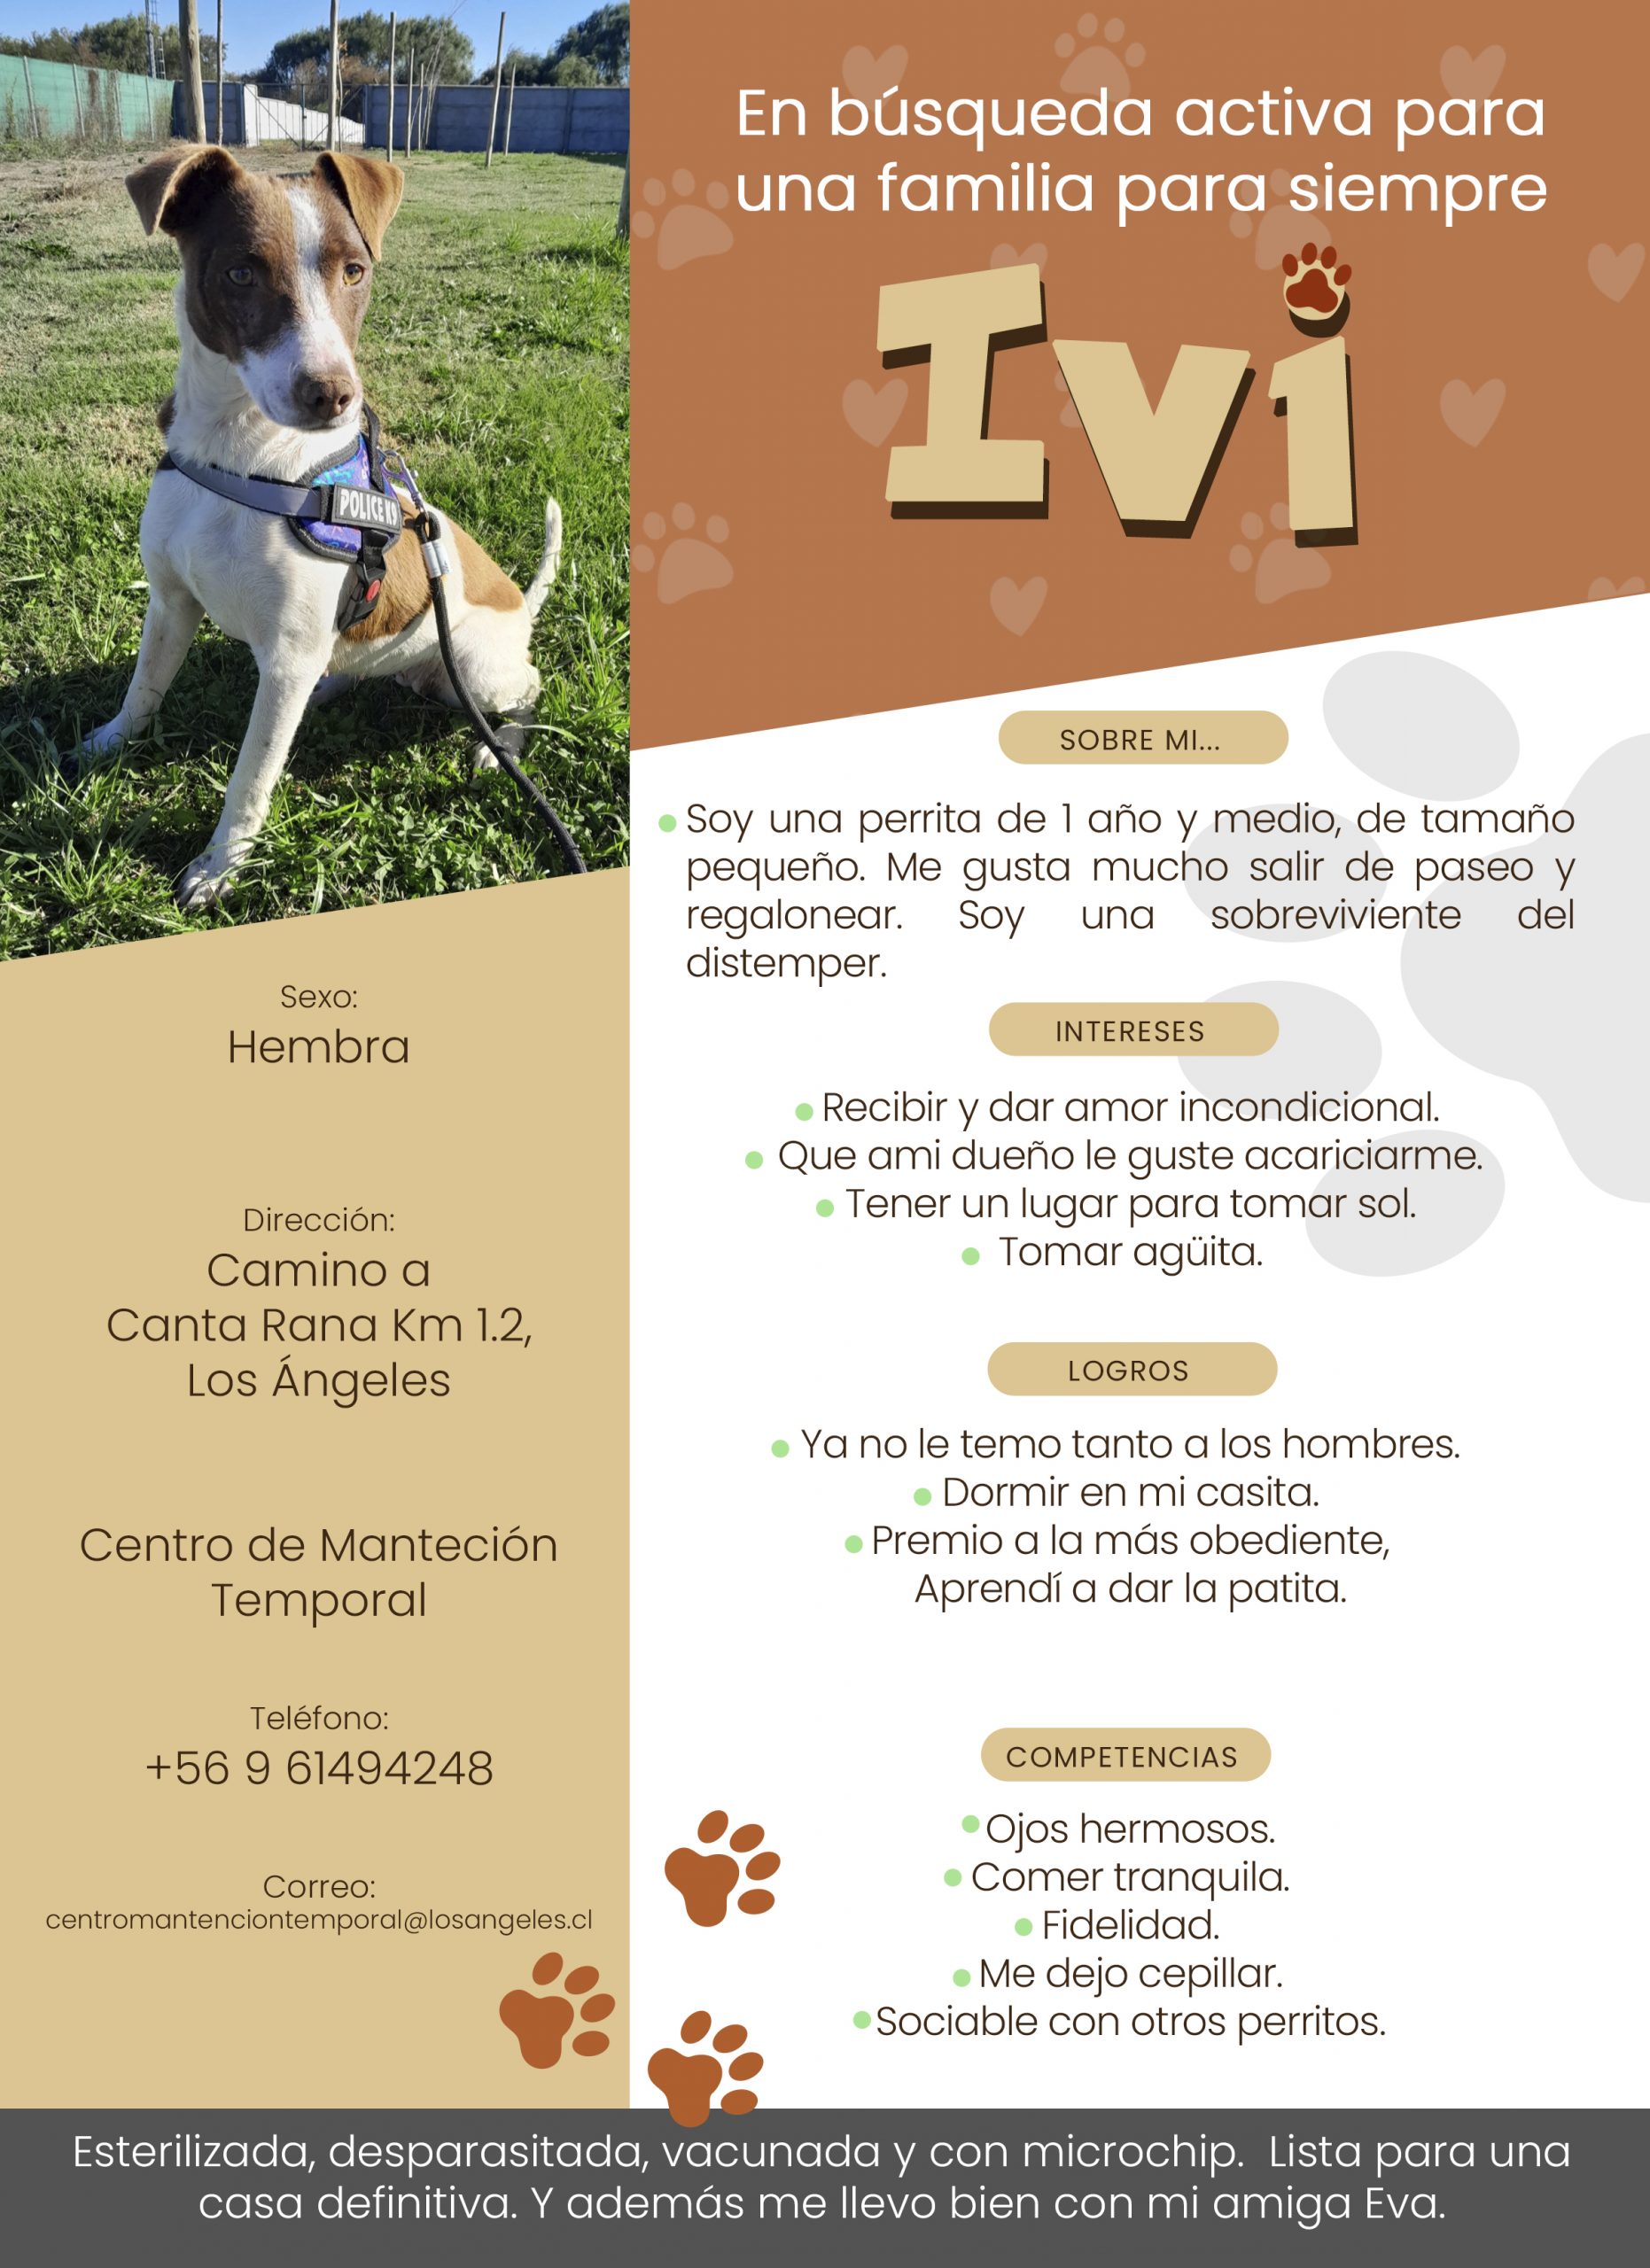 En búsqueda activa para
una familia para siempre
Ivi
POLICE K9
SOBRE MI...
Soy una perrita de 1 año y medio, de tamaño
pequeño. Me gusta mucho salir de paseo y
regalonear. Soy una sobreviviente del
distemper.
INTERESES
Recibir y dar amor incondicional.
Que ami dueño le guste acariciarme.
Tener un lugar para tomar sol.
Tomar agüita.
LOGROS
Ya no le temo tanto a los hombres.
Dormir en mi casita.
Premio a la más obediente,
Aprendí a dar la patita.
COMPETENCIAS
Ojos hermosos.
Comer tranquila.
Fidelidad.
Me dejo cepillar.
Sociable con otros perritos.
Sexo:
Hembra
Dirección:
Camino a
Canta Rana Km 1.2,
Los Ángeles
Centro de Manteción
Temporal
Teléfono:
+56 9 61494248
Correo:
centromantenciontemporal@losangeles.cl
Esterilizada, desparasitada, vacunada y con microchip. Lista para una
casa definitiva. Y además me llevo bien con mi amiga Eva.